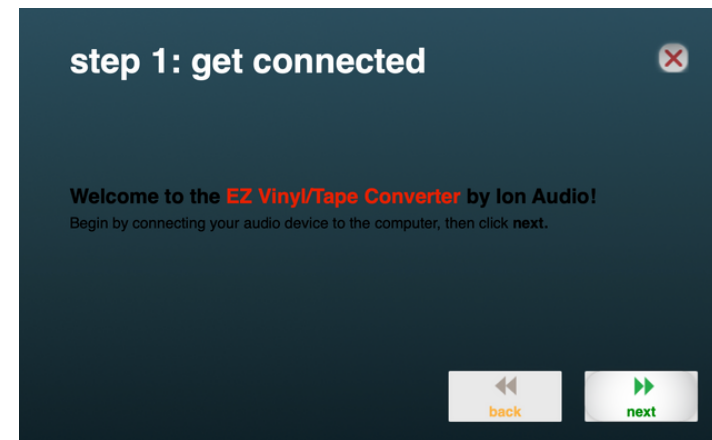 step 1: get connected
Welcome to the EZ Vinyl/Tape Converter by Ion Audio!
Begin by connecting your audio device to the computer, then click next.
back
next